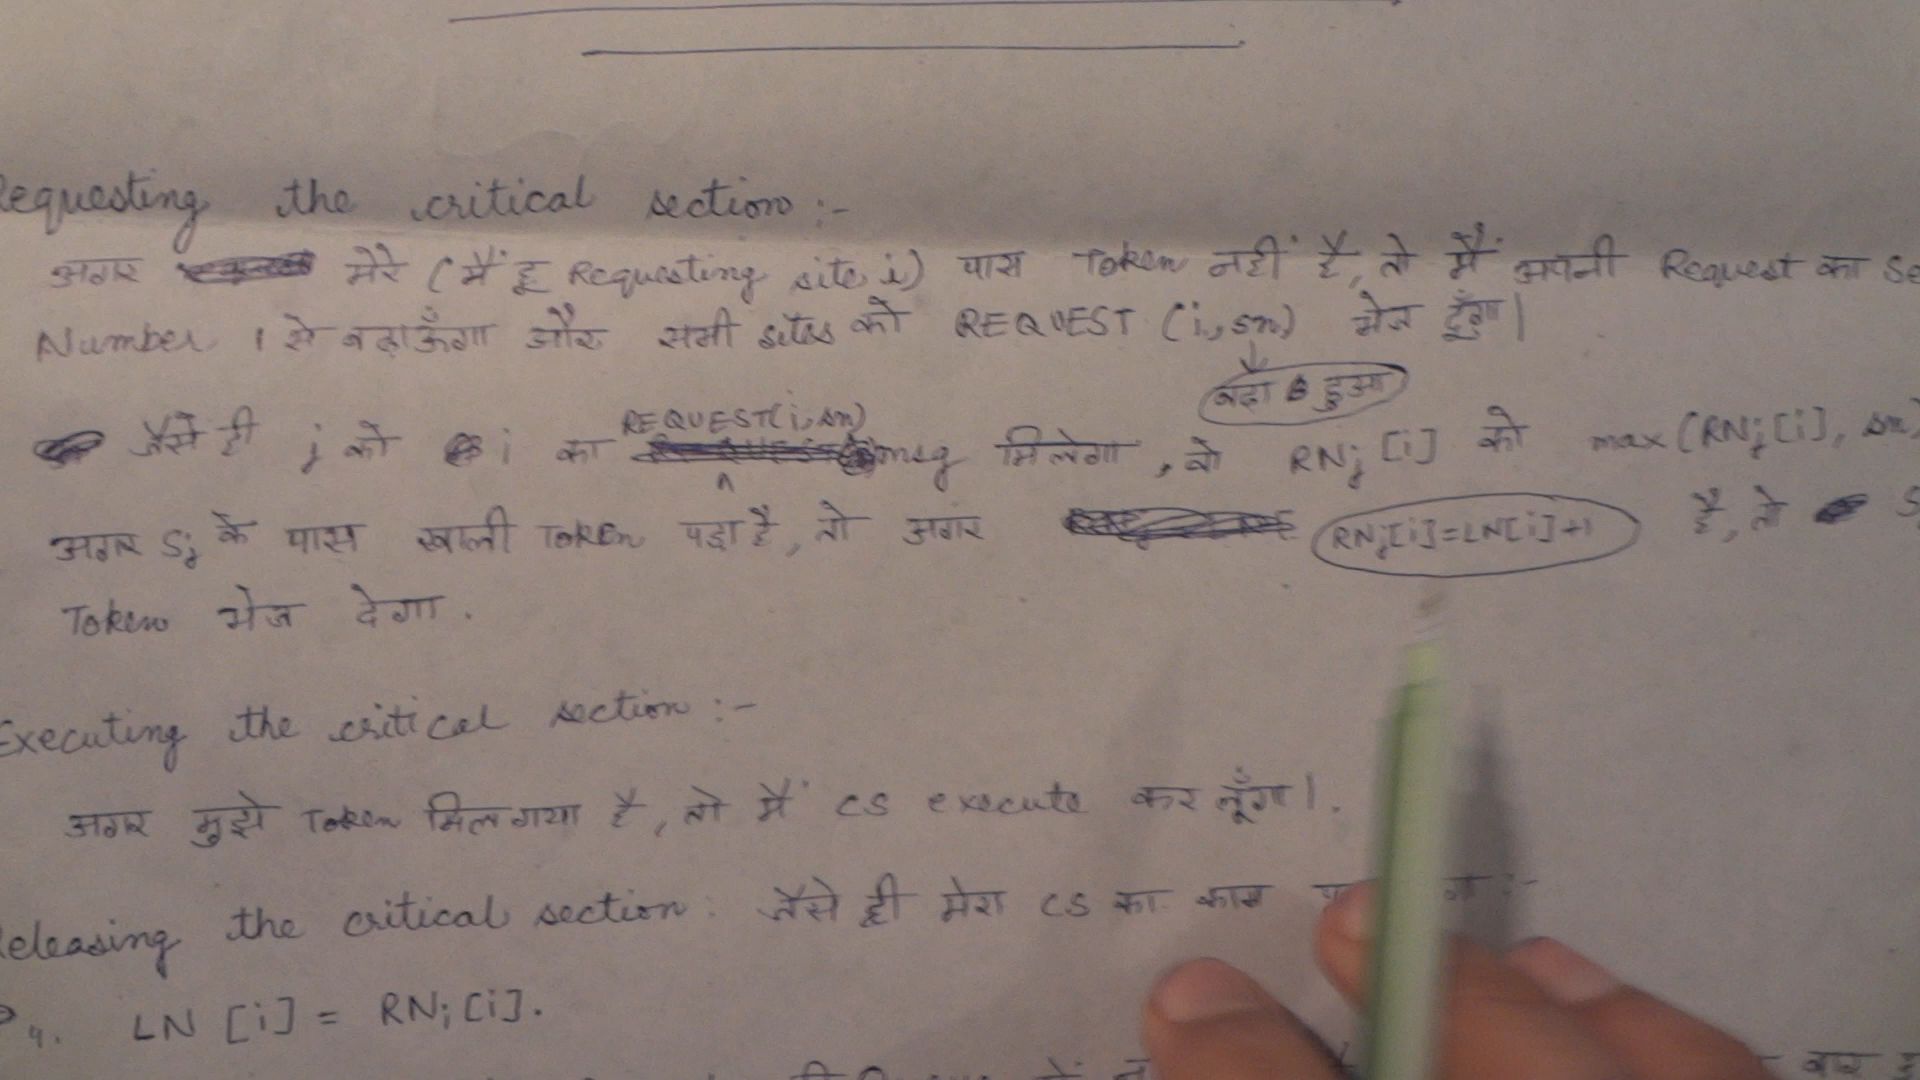 Requesting the critical section :-
अगर मेरे (मैं हू Requesting site i) पास Token नहीं है, तो मैं अपनी Request का Se
Number 1 से बढ़ाऊँगा और सभी sites को REQUEST (i, sn) भेज दूँगा।
बढ़ा हुआ
REQUEST(i, sn)
जैसे ही j को i का msg मिलेगा, वो RNj[i] को max (RNj[i], sn)
अगर Sj के पास खाली Token पड़ा है, तो अगर RNj[i]=LN[i]+1 है, तो S
Token भेज देगा.
Executing the critical section :-
अगर मुझे Token मिल गया है, तो मैं CS execute कर लूँगा।.
Releasing the critical section : जैसे ही मेरा CS का काम :-
4. LN [i] = RNi[i].
बार